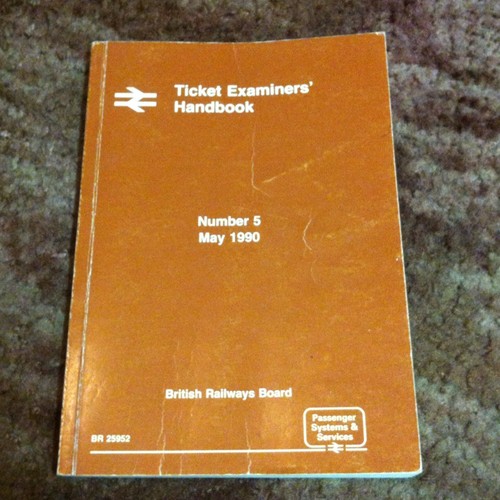 Ticket Examiners'
Handbook
Number 5
May 1990
British Railways Board
Passenger
Systems &
Services
BR 25952